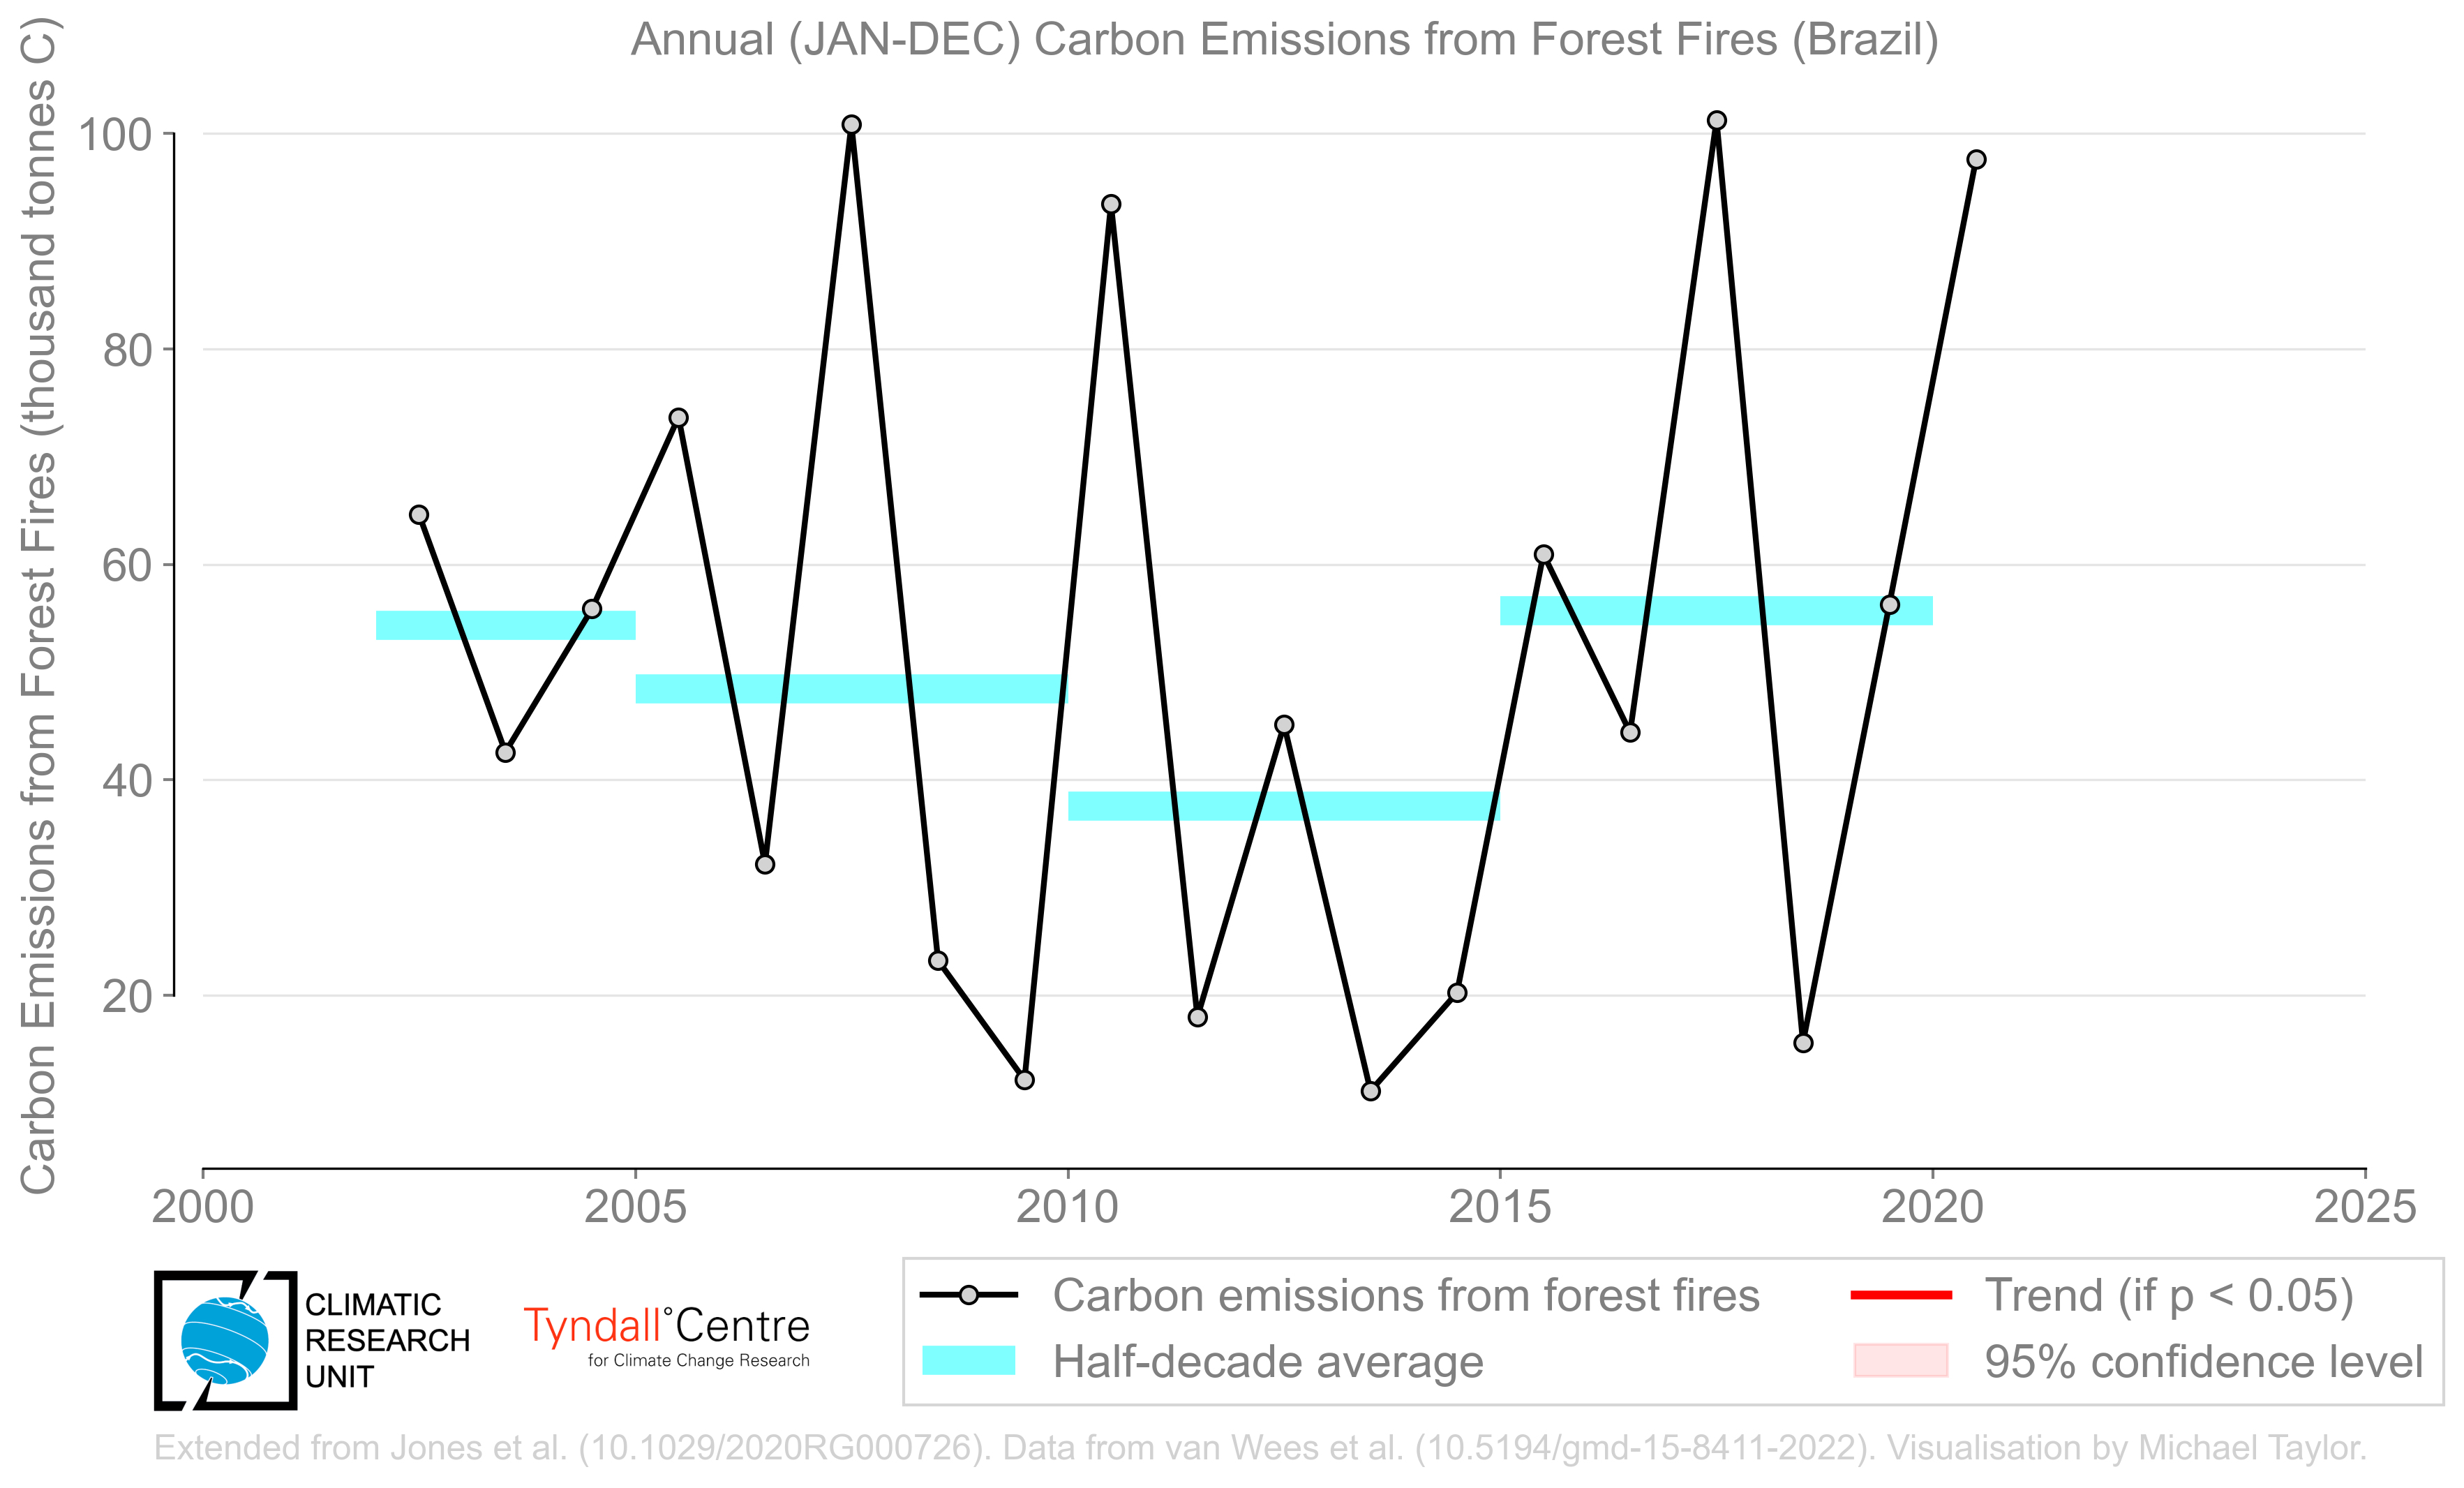 Annual (JAN-DEC) Carbon Emissions from Forest Fires (Brazil)
Carbon Emissions from Forest Fires (thousand tonnes C)
100
80
60
40
20
2000
2005
2010
2015
2020
2025
Carbon emissions from forest fires
Half-decade average
Trend (if p < 0.05)
95% confidence level
CLIMATIC
RESEARCH
UNIT
Tyndall°Centre
for Climate Change Research
Extended from Jones et al. (10.1029/2020RG000726). Data from van Wees et al. (10.5194/gmd-15-8411-2022). Visualisation by Michael Taylor.